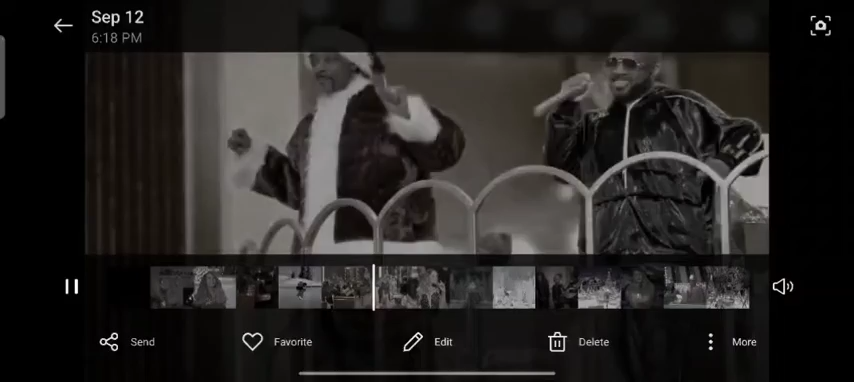 Sep 12
6:18 PM
Send
Favorite
Edit
Delete
More